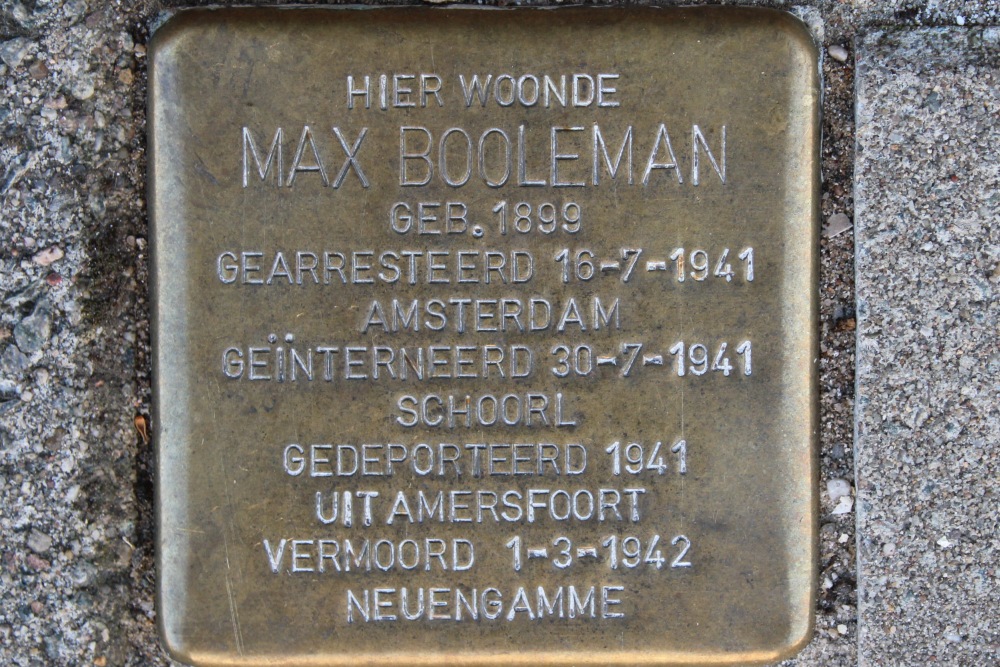 HIER WOONDE
MAX BOOLEMAN
GEB. 1899
GEARRESTEERD 16-7-1941
AMSTERDAM
GEÏNTERNEERD 30-7-1941
SCHOORL
GEDEPORTEERD 1941
UIT AMERSFOORT
VERMOORD 1-3-1942
NEUENGAMME